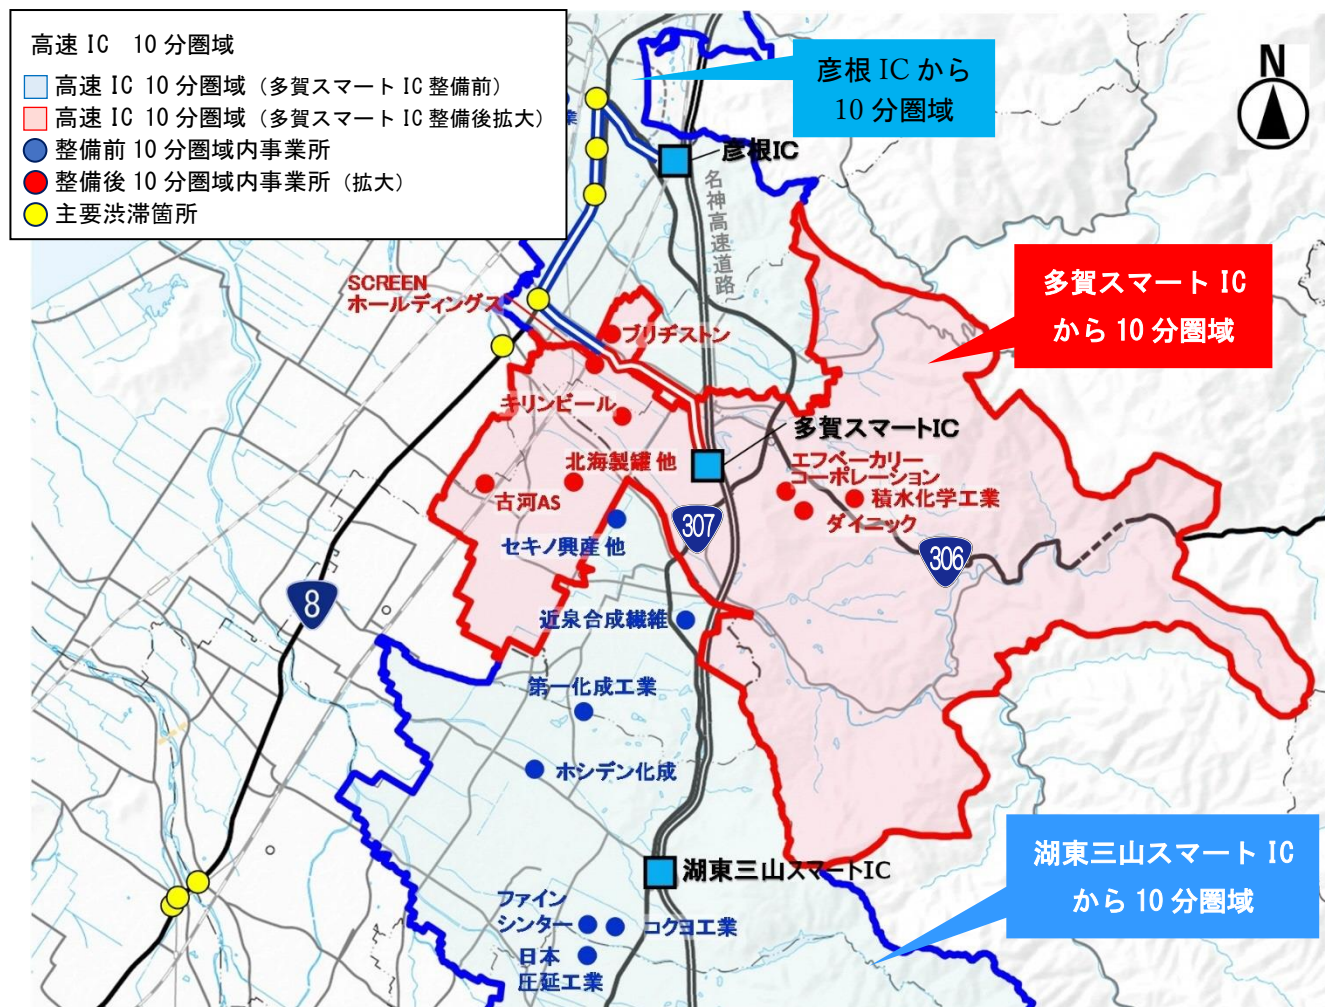 高速 IC 10 分圏域
高速 IC 10 分圏域（多賀スマート IC 整備前）
高速 IC 10 分圏域（多賀スマート IC 整備後拡大）
整備前 10 分圏域内事業所
整備後 10 分圏域内事業所（拡大）
主要渋滞箇所
業
彦根 IC から
10 分圏域
N
彦根IC
名神高速道路
SCREEN
ホールディングス
ブリヂストン
多賀スマート IC
から 10 分圏域
キリンビール
多賀スマートIC
北海製罐 他
エフベーカリー
コーポレーション
古河AS
積水化学工業
ダイニック
セキノ興産 他
307
306
8
近泉合成繊維
第一化成工業
ホシデン化成
湖東三山スマート IC
から 10 分圏域
湖東三山スマートIC
ファイン
シンター
コクヨ工業
日本
圧延工業